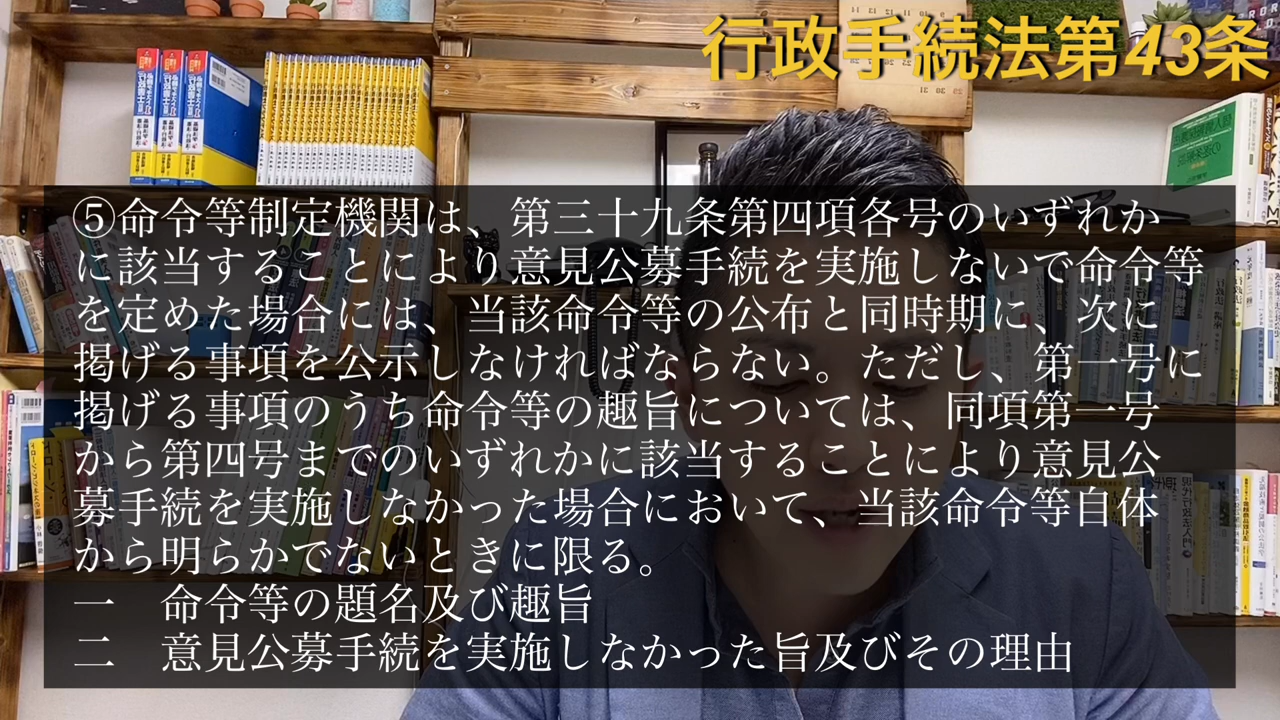 行政手続法第43条
⑤命令等制定機関は、第三十九条第四項各号のいずれか
に該当することにより意見公募手続を実施しないで命令等
を定めた場合には、当該命令等の公布と同時期に、次に
掲げる事項を公示しなければならない。ただし、第一号に
掲げる事項のうち命令等の趣旨については、同項第一号
から第四号までのいずれかに該当することにより意見公
募手続を実施しなかった場合において、当該命令等自体
から明らかでないときに限る。
一　命令等の題名及び趣旨
二　意見公募手続を実施しなかった旨及びその理由